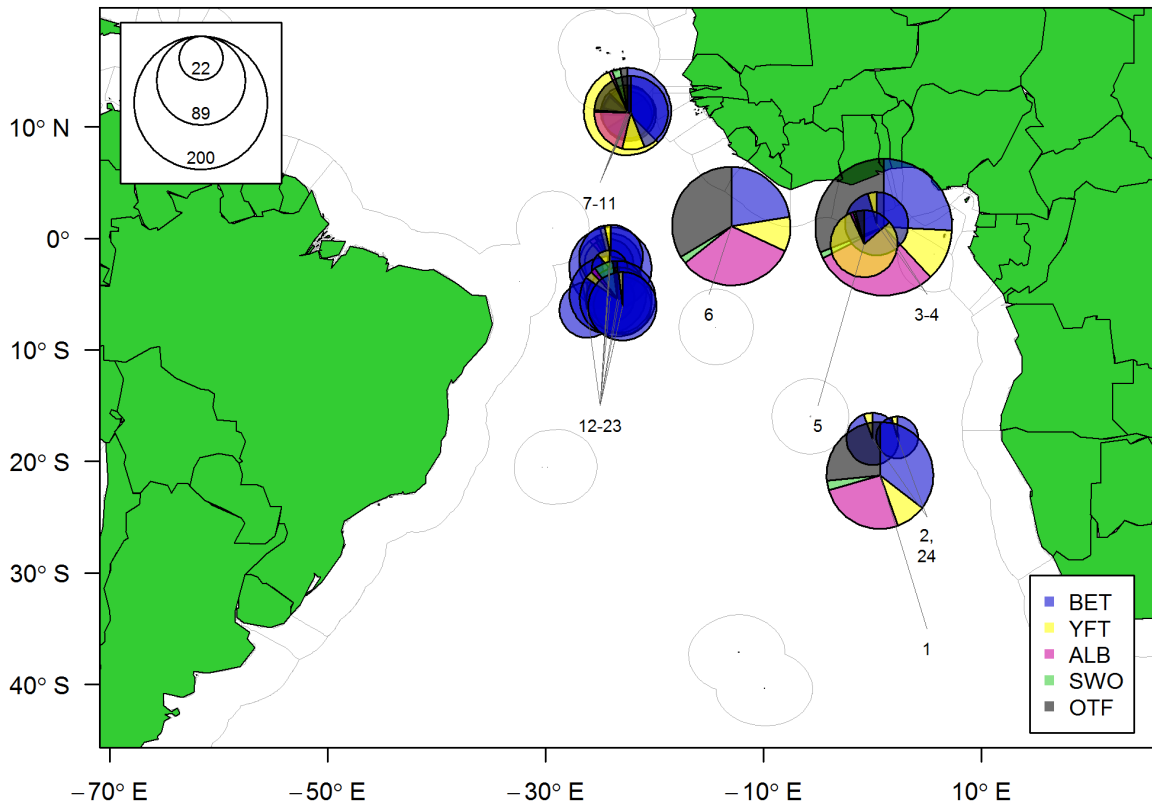 22
89
200
10° N
0°
10° S
20° S
30° S
40° S
7-11
6
3-4
12-23
5
2,
24
1
BET
YFT
ALB
SWO
OTF
−70° E
−50° E
−30° E
−10° E
10° E